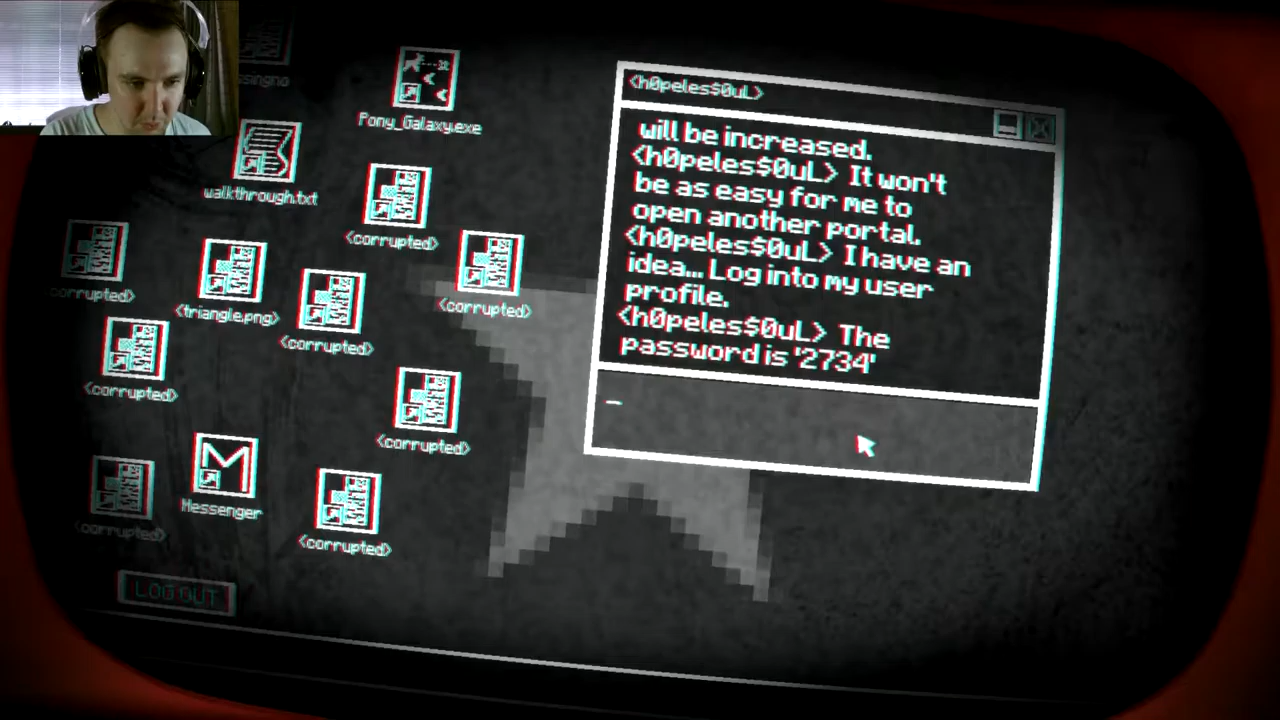 Pony_Galaxy.exe
walkthrough.txt
<corrupted>
<corrupted>
<triangle.png>
<corrupted>
<corrupted>
<corrupted>
Messenger
<corrupted>
<corrupted>
LOG OUT
<h0peles$0uL>
will be increased.
<h0peles$0uL> It won't
be as easy for me to
open another portal.
<h0peles$0uL> I have an
idea... Log into my user
profile.
<h0peles$0uL> The
password is '2734'